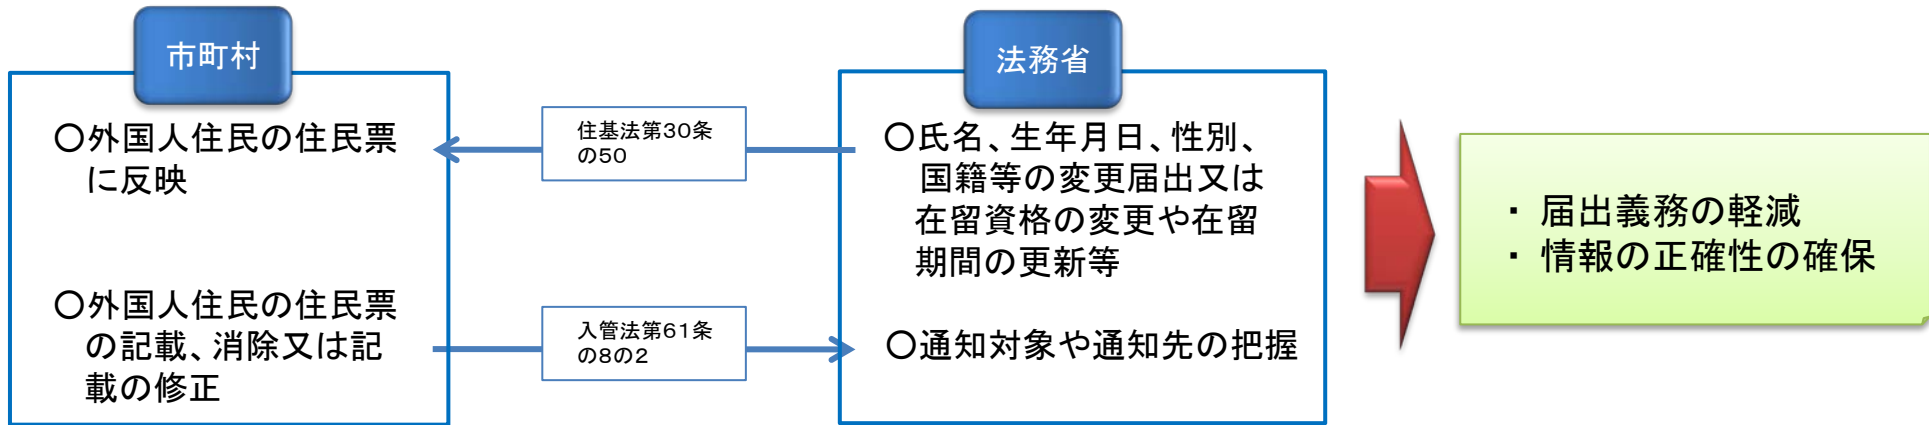 市町村
〇外国人住民の住民票
に反映
〇外国人住民の住民票
の記載、消除又は記
載の修正
住基法第30条
の50
入管法第61条
の8の2
法務省
〇氏名、生年月日、性別、
国籍等の変更届出又は
在留資格の変更や在留
期間の更新等
〇通知対象や通知先の把握
・ 届出義務の軽減
・ 情報の正確性の確保